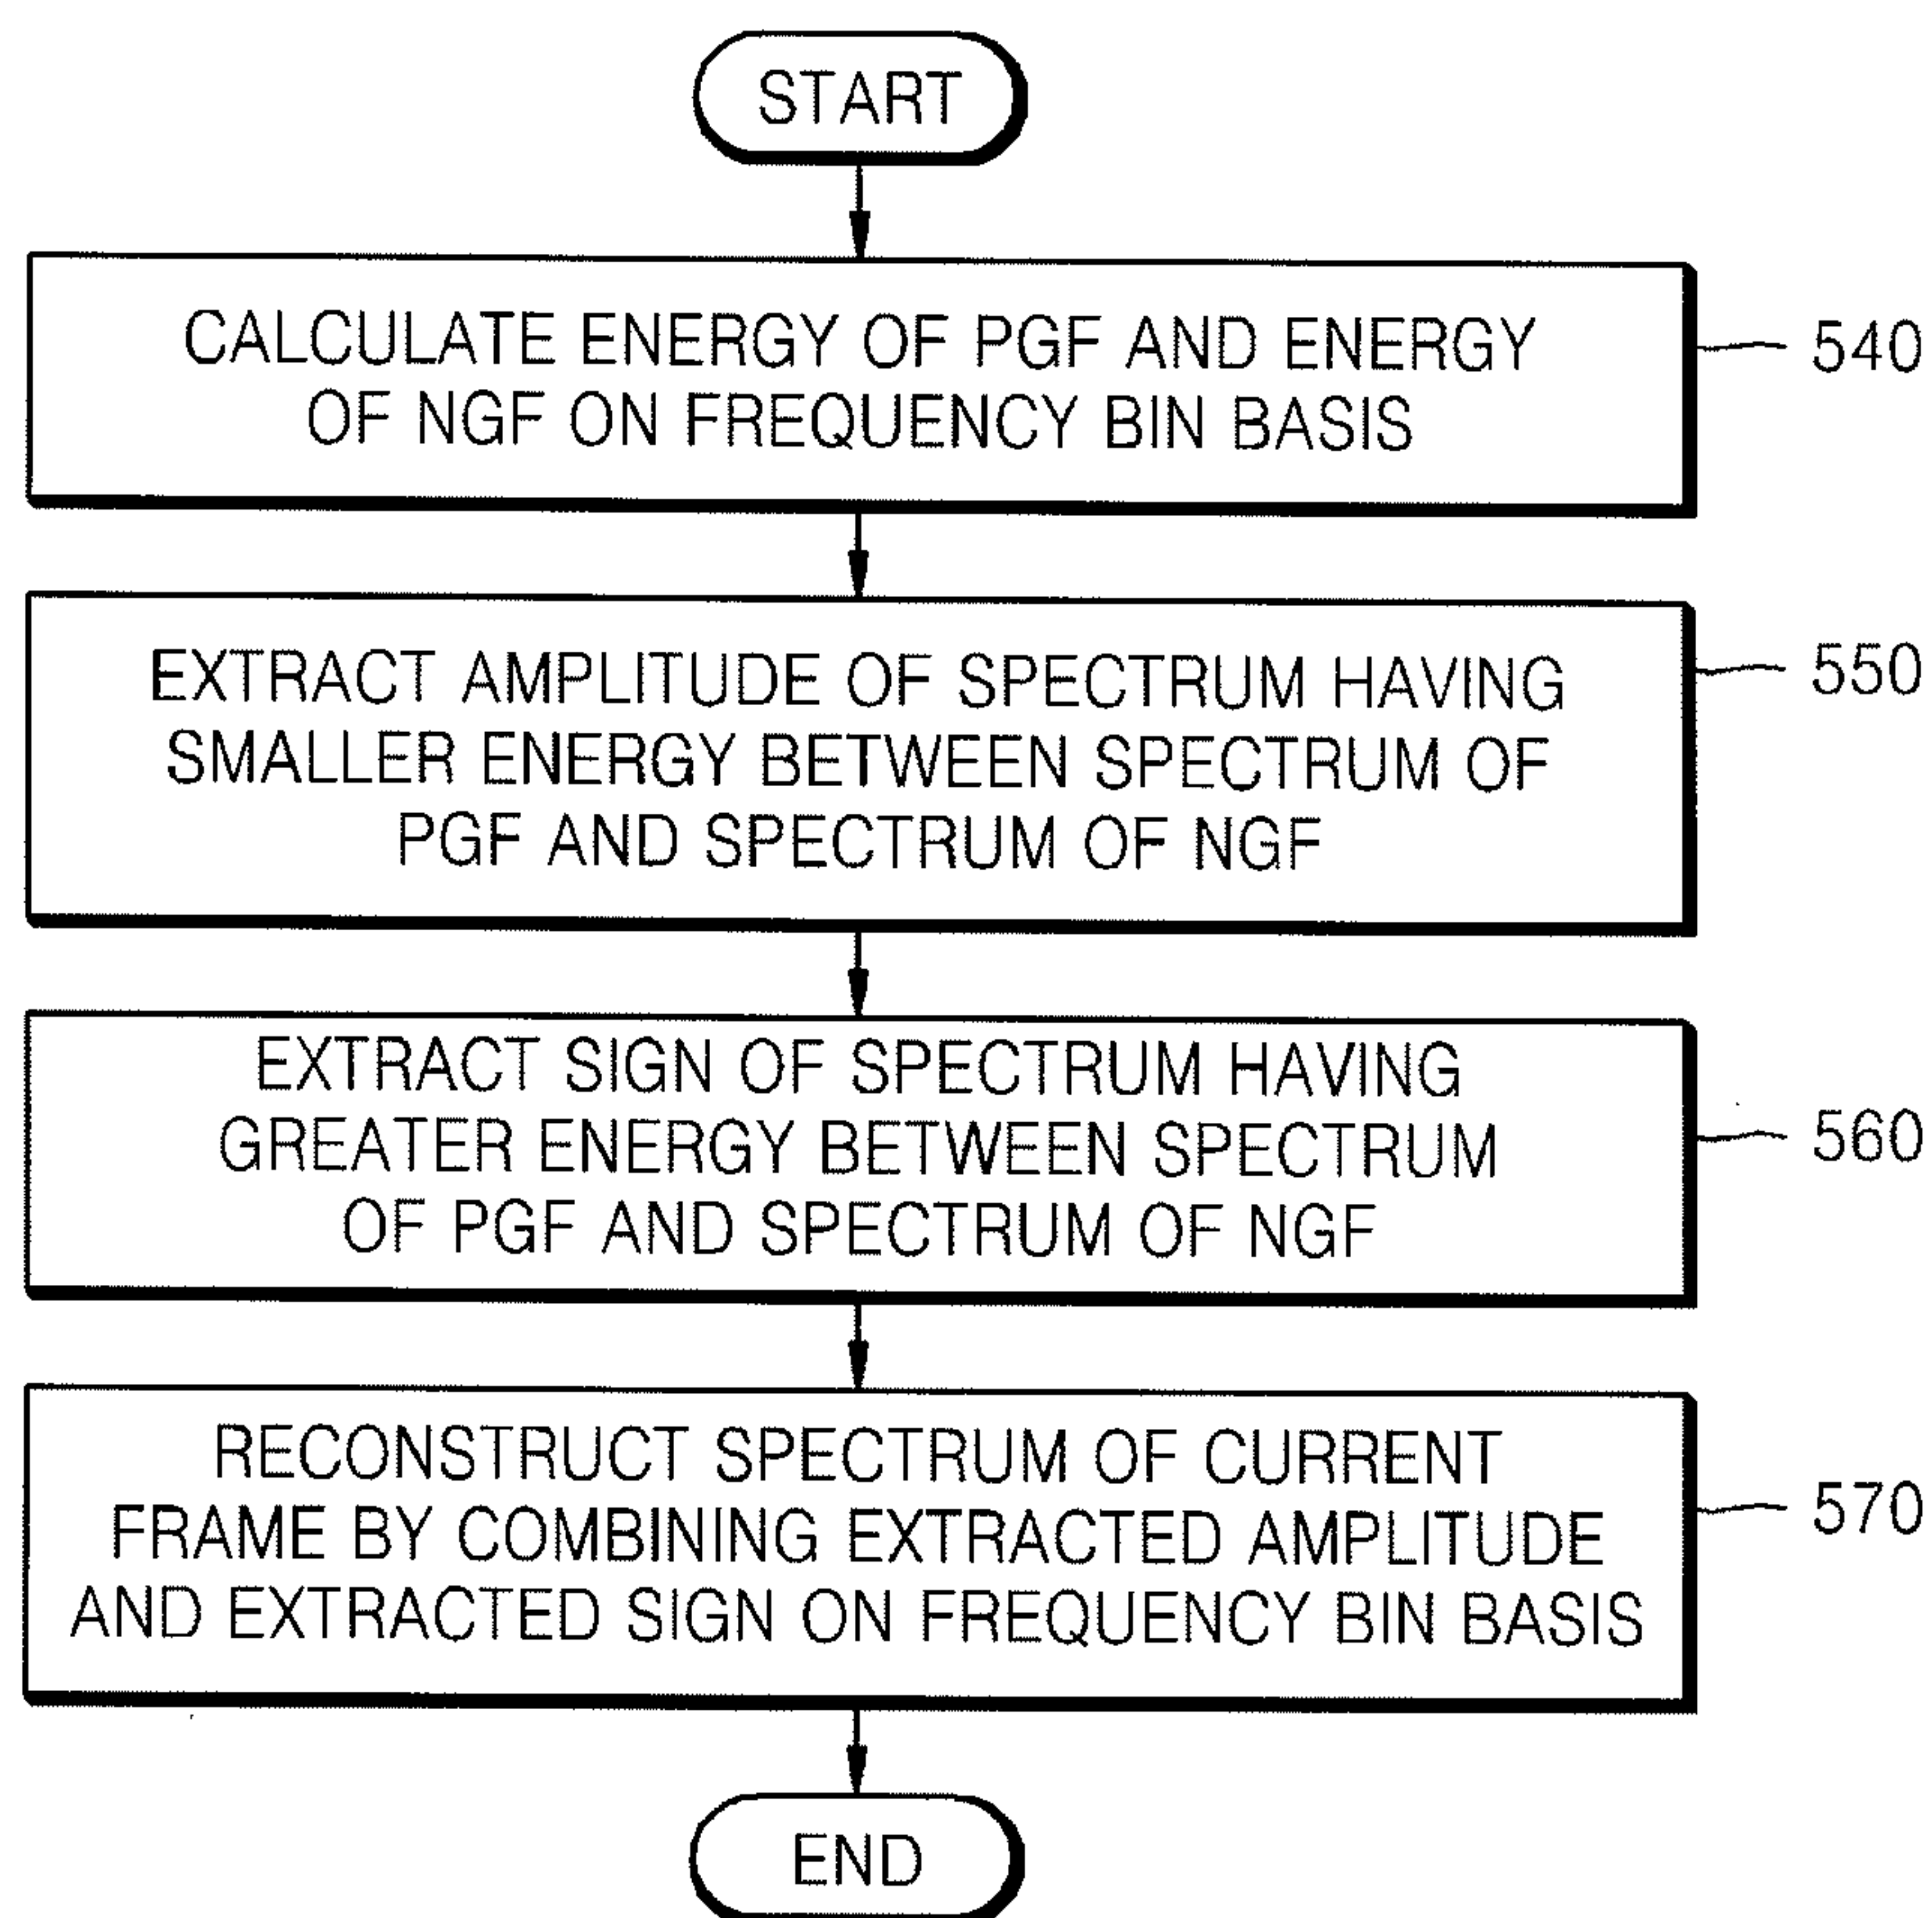 START
CALCULATE ENERGY OF PGF AND ENERGY
OF NGF ON FREQUENCY BIN BASIS
540
EXTRACT AMPLITUDE OF SPECTRUM HAVING
SMALLER ENERGY BETWEEN SPECTRUM OF
PGF AND SPECTRUM OF NGF
550
EXTRACT SIGN OF SPECTRUM HAVING
GREATER ENERGY BETWEEN SPECTRUM
OF PGF AND SPECTRUM OF NGF
560
RECONSTRUCT SPECTRUM OF CURRENT
FRAME BY COMBINING EXTRACTED AMPLITUDE
AND EXTRACTED SIGN ON FREQUENCY BIN BASIS
570
END